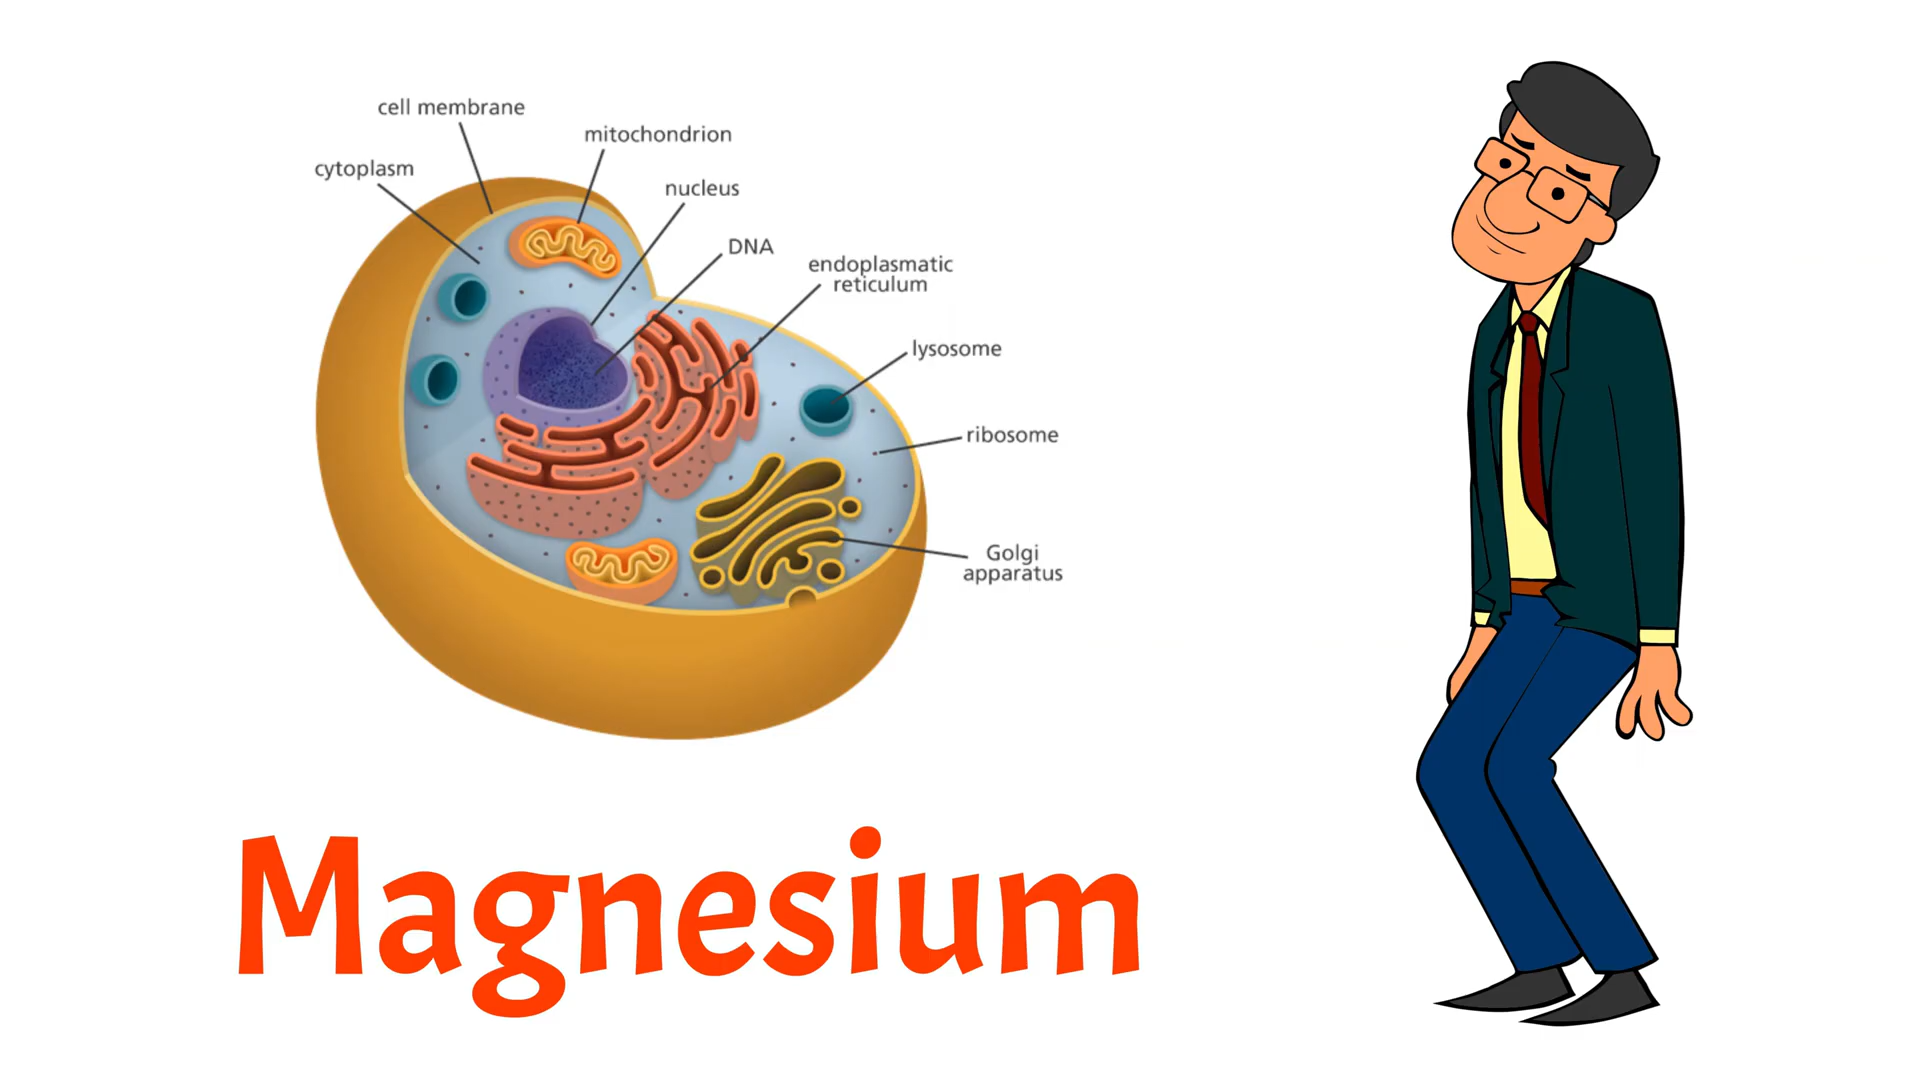 cell membrane
mitochondrion
cytoplasm
nucleus
DNA
endoplasmatic
reticulum
lysosome
ribosome
Golgi
apparatus
Magnesium